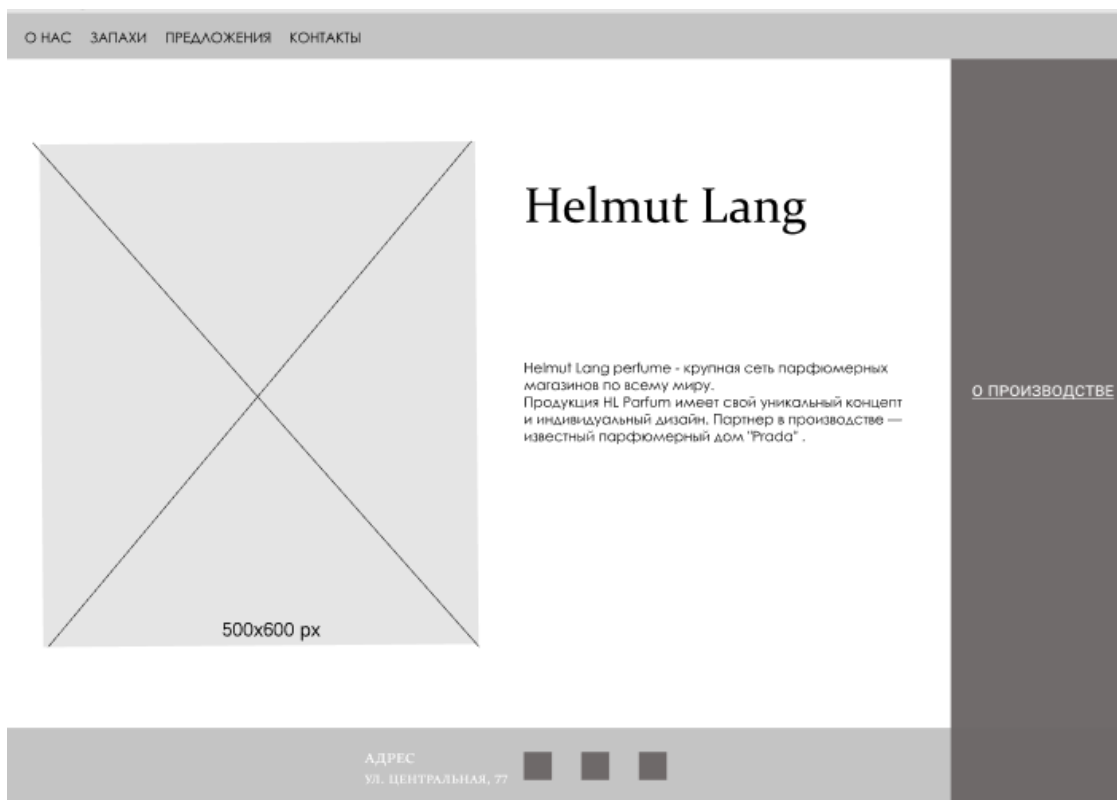 О НАС ЗАПАХИ ПРЕДЛОЖЕНИЯ КОНТАКТЫ
Helmut Lang
Helmut Lang perfume - крупная сеть парфюмерных
магазинов по всему миру.
Продукция HL Parfum имеет свой уникальный концепт
и индивидуальный дизайн. Партнер в производстве —
известный парфюмерный дом "Prada" .
О ПРОИЗВОДСТВЕ
500x600 px
АДРЕС
УЛ. ЦЕНТРАЛЬНАЯ, 77